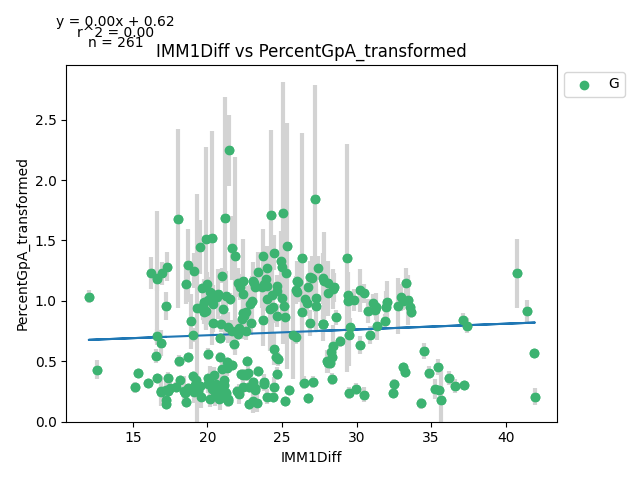 y = 0.00x + 0.62
r^2 = 0.00
n = 261
IMM1Diff vs PercentGpA_transformed
G
PercentGpA_transformed
2.5
2.0
1.5
1.0
0.5
0.0
15 20 25 30 35 40
IMM1Diff